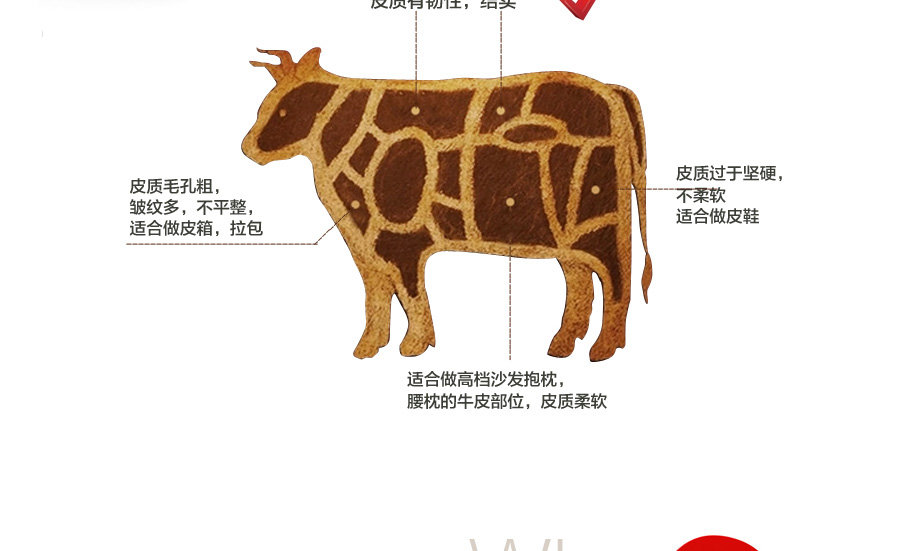 皮质有韧性，结实
皮质毛孔粗，
皱纹多，不平整，
适合做皮箱，拉包
皮质过于坚硬，
不柔软
适合做皮鞋
适合做高档沙发抱枕，
腰枕的牛皮部位，皮质柔软